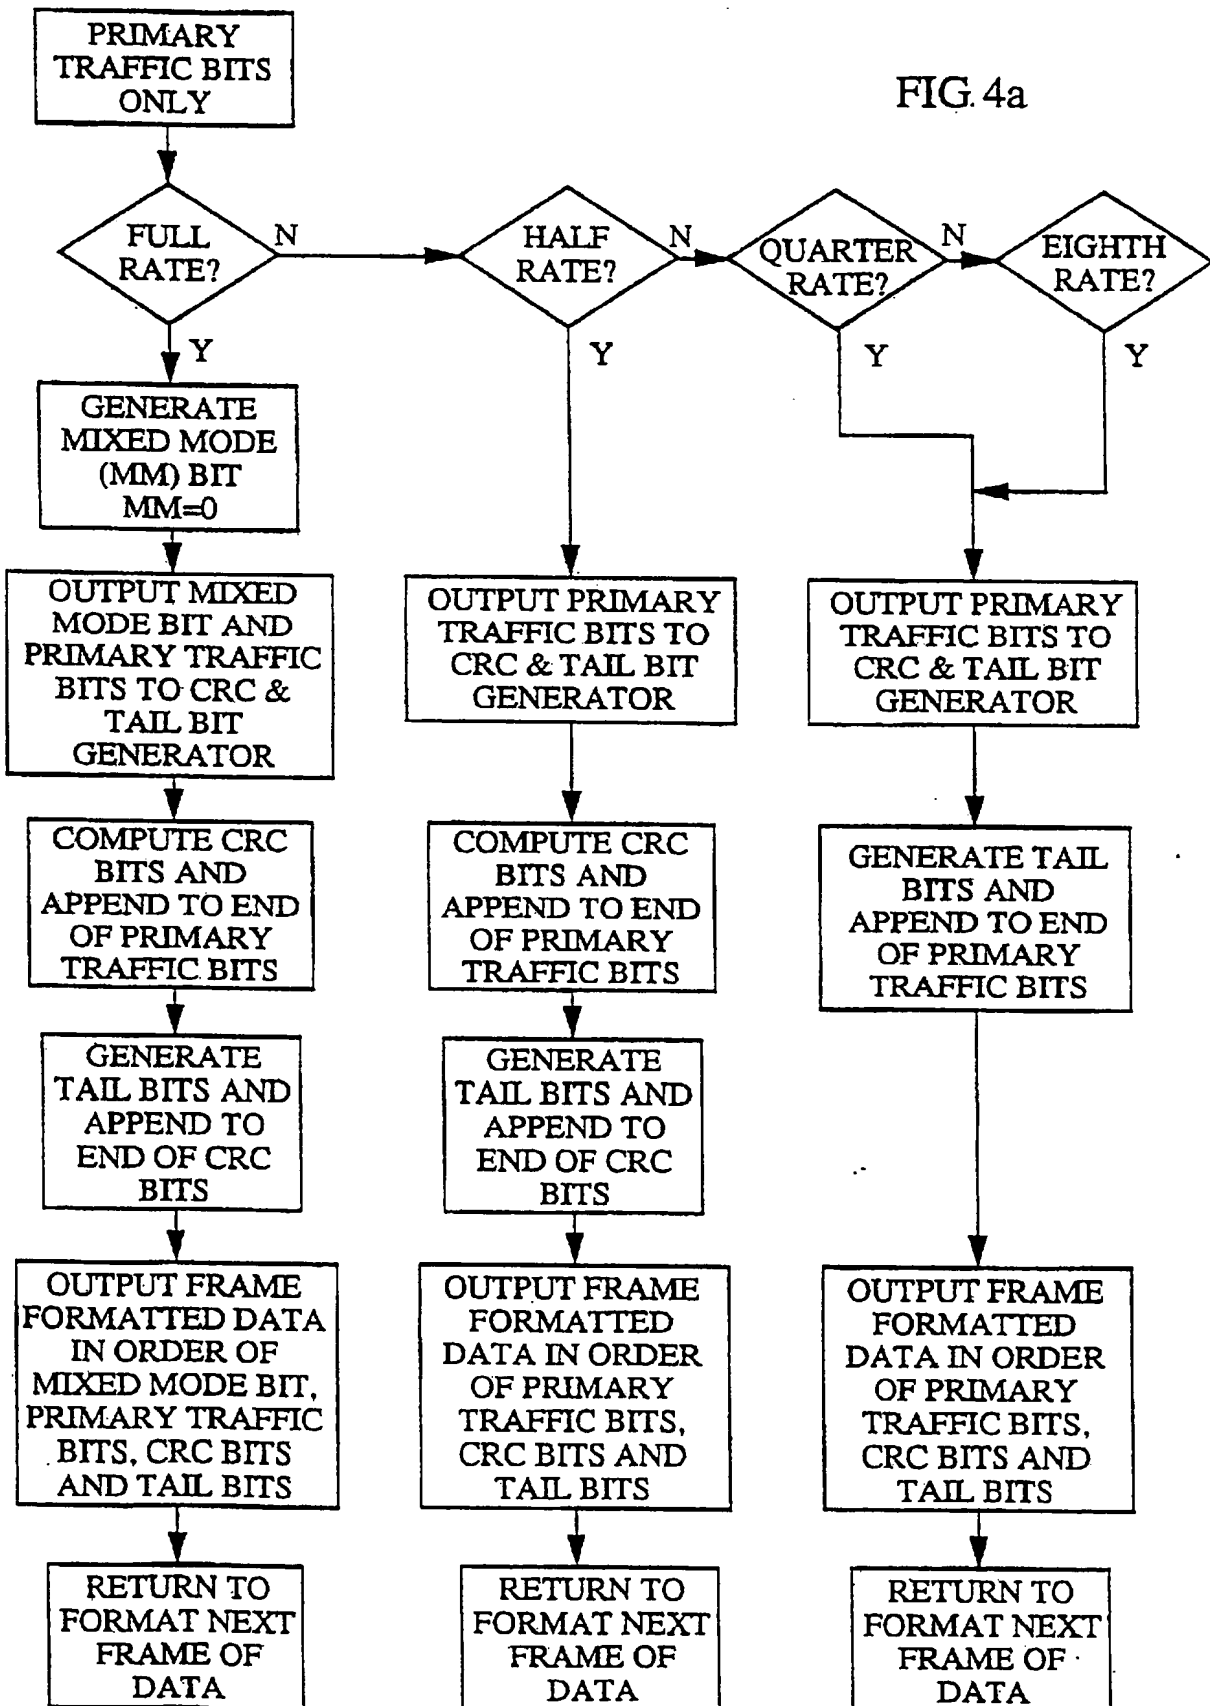 PRIMARY
TRAFFIC BITS
ONLY
FIG. 4a
FULL
RATE?
N
HALF
RATE?
N
QUARTER
RATE?
N
EIGHTH
RATE?
Y
Y
Y
Y
GENERATE
MIXED MODE
(MM) BIT
MM=0
OUTPUT MIXED
MODE BIT AND
PRIMARY TRAFFIC
BITS TO CRC &
TAIL BIT
GENERATOR
OUTPUT PRIMARY
TRAFFIC BITS TO
CRC & TAIL BIT
GENERATOR
OUTPUT PRIMARY
TRAFFIC BITS TO
CRC & TAIL BIT
GENERATOR
COMPUTE CRC
BITS AND
APPEND TO END
OF PRIMARY
TRAFFIC BITS
COMPUTE CRC
BITS AND
APPEND TO END
OF PRIMARY
TRAFFIC BITS
GENERATE TAIL
BITS AND
APPEND TO END
OF PRIMARY
TRAFFIC BITS
GENERATE
TAIL BITS AND
APPEND TO
END OF CRC
BITS
GENERATE
TAIL BITS AND
APPEND TO
END OF CRC
BITS
OUTPUT FRAME
FORMATTED DATA
IN ORDER OF
MIXED MODE BIT,
PRIMARY TRAFFIC
BITS, CRC BITS
AND TAIL BITS
OUTPUT FRAME
FORMATTED
DATA IN ORDER
OF PRIMARY
TRAFFIC BITS,
CRC BITS AND
TAIL BITS
OUTPUT FRAME
FORMATTED
DATA IN ORDER
OF PRIMARY
TRAFFIC BITS,
CRC BITS AND
TAIL BITS
RETURN TO
FORMAT NEXT
FRAME OF
DATA
RETURN TO
FORMAT NEXT
FRAME OF
DATA
RETURN TO
FORMAT NEXT
FRAME OF
DATA